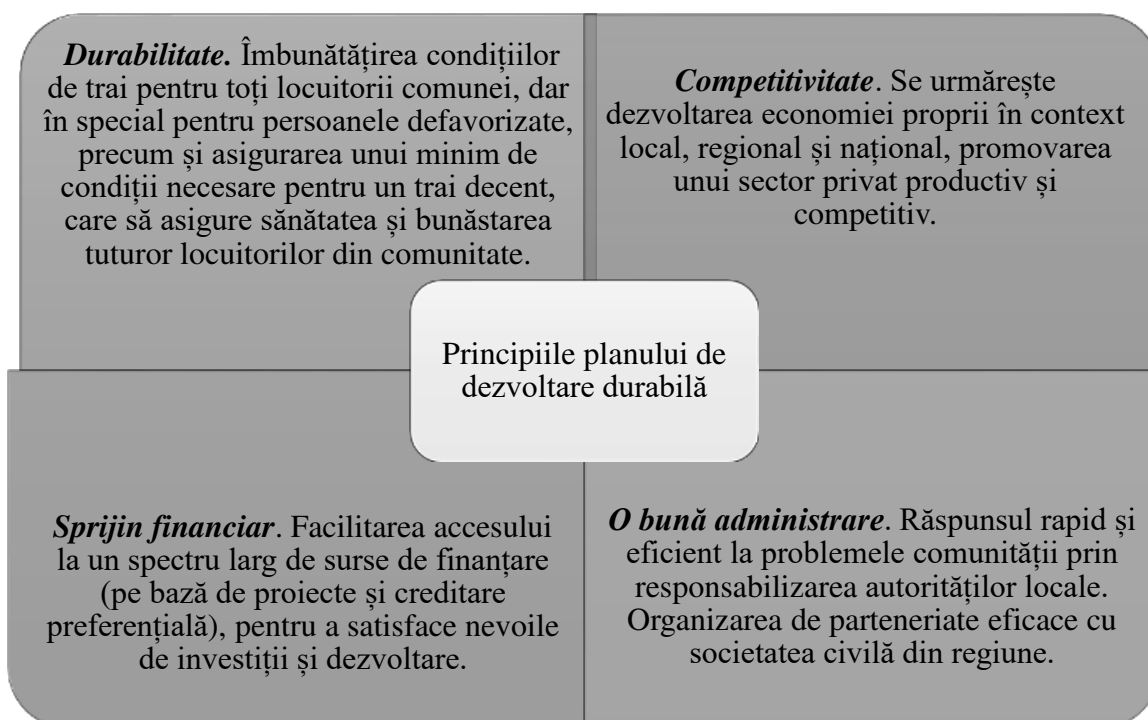 Durabilitate. Îmbunătățirea condițiilor
de trai pentru toți locuitorii comunei, dar
în special pentru persoanele defavorizate,
precum și asigurarea unui minim de
condiții necesare pentru un trai decent,
care să asigure sănătatea și bunăstarea
tuturor locuitorilor din comunitate.
Competitivitate. Se urmărește
dezvoltarea economiei proprii în context
local, regional și național, promovarea
unui sector privat productiv și
competitiv.
Principiile planului de
dezvoltare durabilă
Sprijin financiar. Facilitarea accesului
la un spectru larg de surse de finanțare
(pe bază de proiecte și creditare
preferențială), pentru a satisface nevoile
de investiții și dezvoltare.
O bună administrare. Răspunsul rapid și
eficient la problemele comunității prin
responsabilizarea autorităților locale.
Organizarea de parteneriate eficace cu
societatea civilă din regiune.